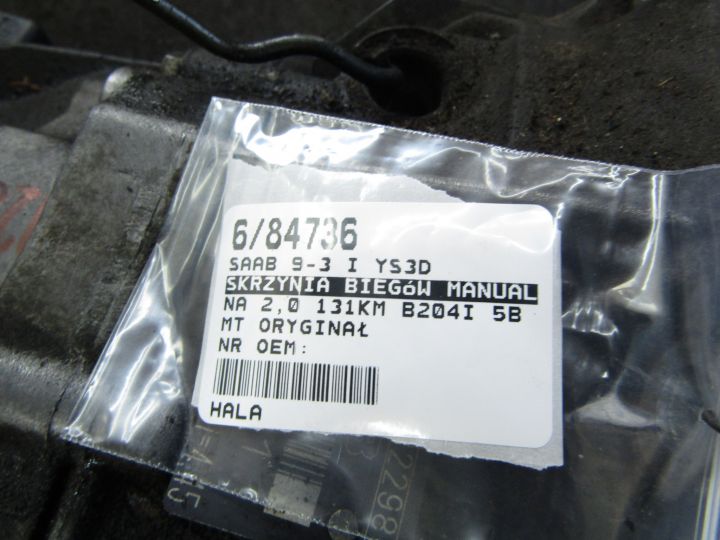 6/84736
SAAB 9-3 I YS3D
SKRZYNIA BIEGóW MANUAL
NA 2,0 131KM B204I 5B
MT ORYGINAŁ
NR OEM:
HALA